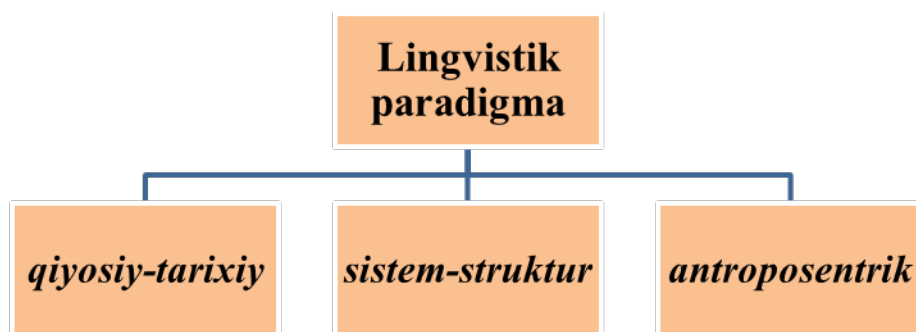 Lingvistik
paradigma
qiyosiy-tarixiy
sistem-struktur
antroposentrik